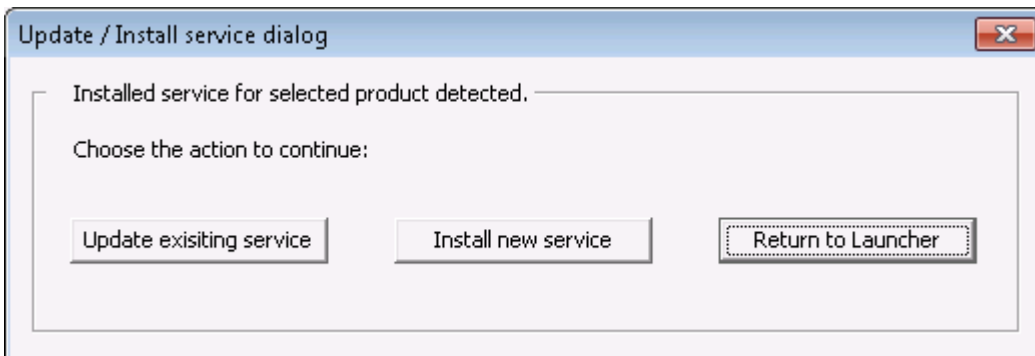 Update / Install service dialog
Installed service for selected product detected.
Choose the action to continue:
Update exisiting service Install new service Return to Launcher